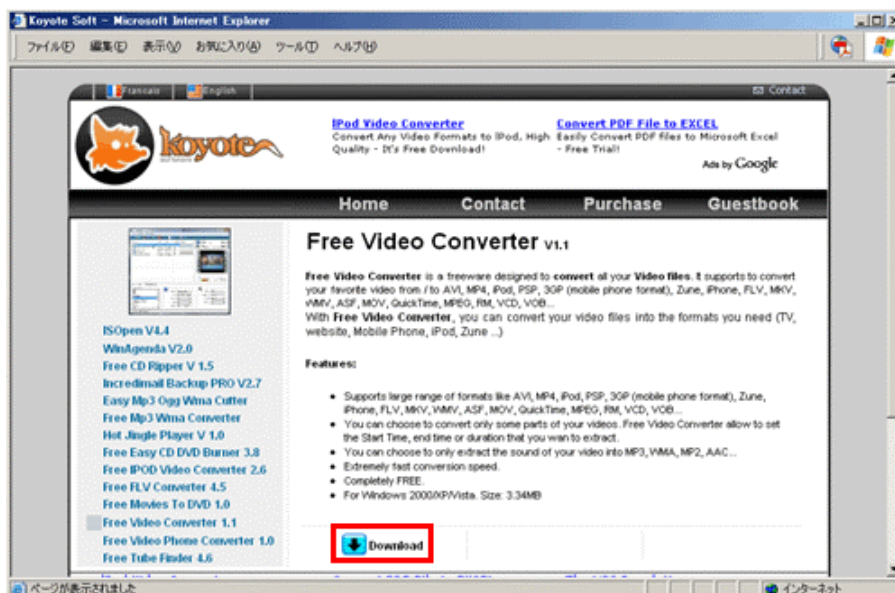 Koyote Soft - Microsoft Internet Explorer
ファイル(F) 編集(E) 表示(V) お気に入り(A) ツール(T) ヘルプ(H)
Francais English Contact
koyote
IPod Video Converter
Convert Any Video Formats to IPod, High
Quality - It's Free Download!
Convert PDF File to EXCEL
Easily Convert PDF files to Microsoft Excel
- Free Trial!
Ads by Google
Home Contact Purchase Guestbook
ISOpen V4.4
WinAgenda V2.0
Free CD Ripper V 1.5
Incredimail Backup PRO V2.7
Easy Mp3 Ogg Wma Cutter
Free Mp3 Wma Converter
Hot Jingle Player V 1.0
Free Easy CD DVD Burner 3.8
Free IPOD Video Converter 2.6
Free FLV Converter 4.5
Free Movies To DVD 1.0
Free Video Converter 1.1
Free Video Phone Converter 1.0
Free Tube Finder 4.6
Free Video Converter V1.1
Free Video Converter is a freeware designed to convert all your Video files. It supports to convert
your favorite video from / to AVI, MP4, iPod, PSP, 3GP (mobile phone format), Zune, iPhone, FLV, MKV,
WMV, ASF, MOV, QuickTime, MPEG, RM, VCD, VOB...
With Free Video Converter, you can convert your video files into the formats you need (TV,
website, Mobile Phone, iPod, Zune ...)
Features:
• Supports large range of formats like AVI, MP4, iPod, PSP, 3GP (mobile phone format), Zune,
iPhone, FLV, MKV, WMV, ASF, MOV, QuickTime, MPEG, RM, VCD, VOB...
• You can choose to convert only some parts of your videos. Free Video Converter allow to set
the Start Time, end time or duration that you wan to extract.
• You can choose to only extract the sound of your video into MP3, WMA, MP2, AAC...
• Extremely fast conversion speed.
• Completely FREE.
• For Windows 2000/XP/Vista. Size: 3.34MB
Download
ページが表示されました インターネット